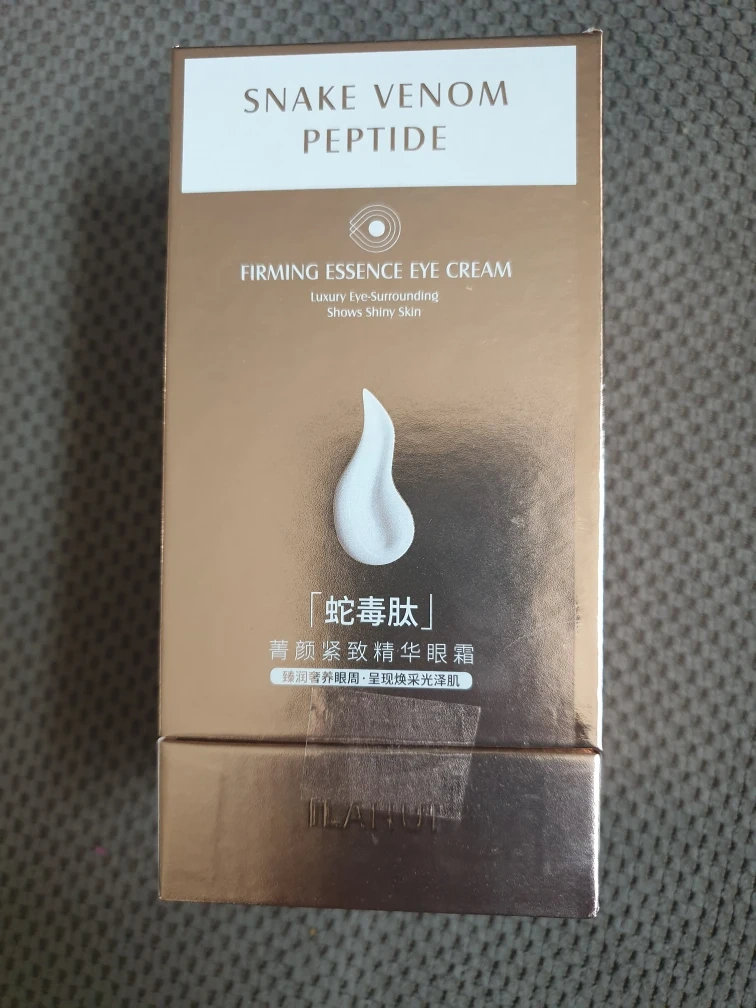 SNAKE VENOM
PEPTIDE
FIRMING ESSENCE EYE CREAM
Luxury Eye-Surrounding
Shows Shiny Skin
「蛇毒肽」
菁颜紧致精华眼霜
臻润奢养眼周·呈现焕采光泽肌